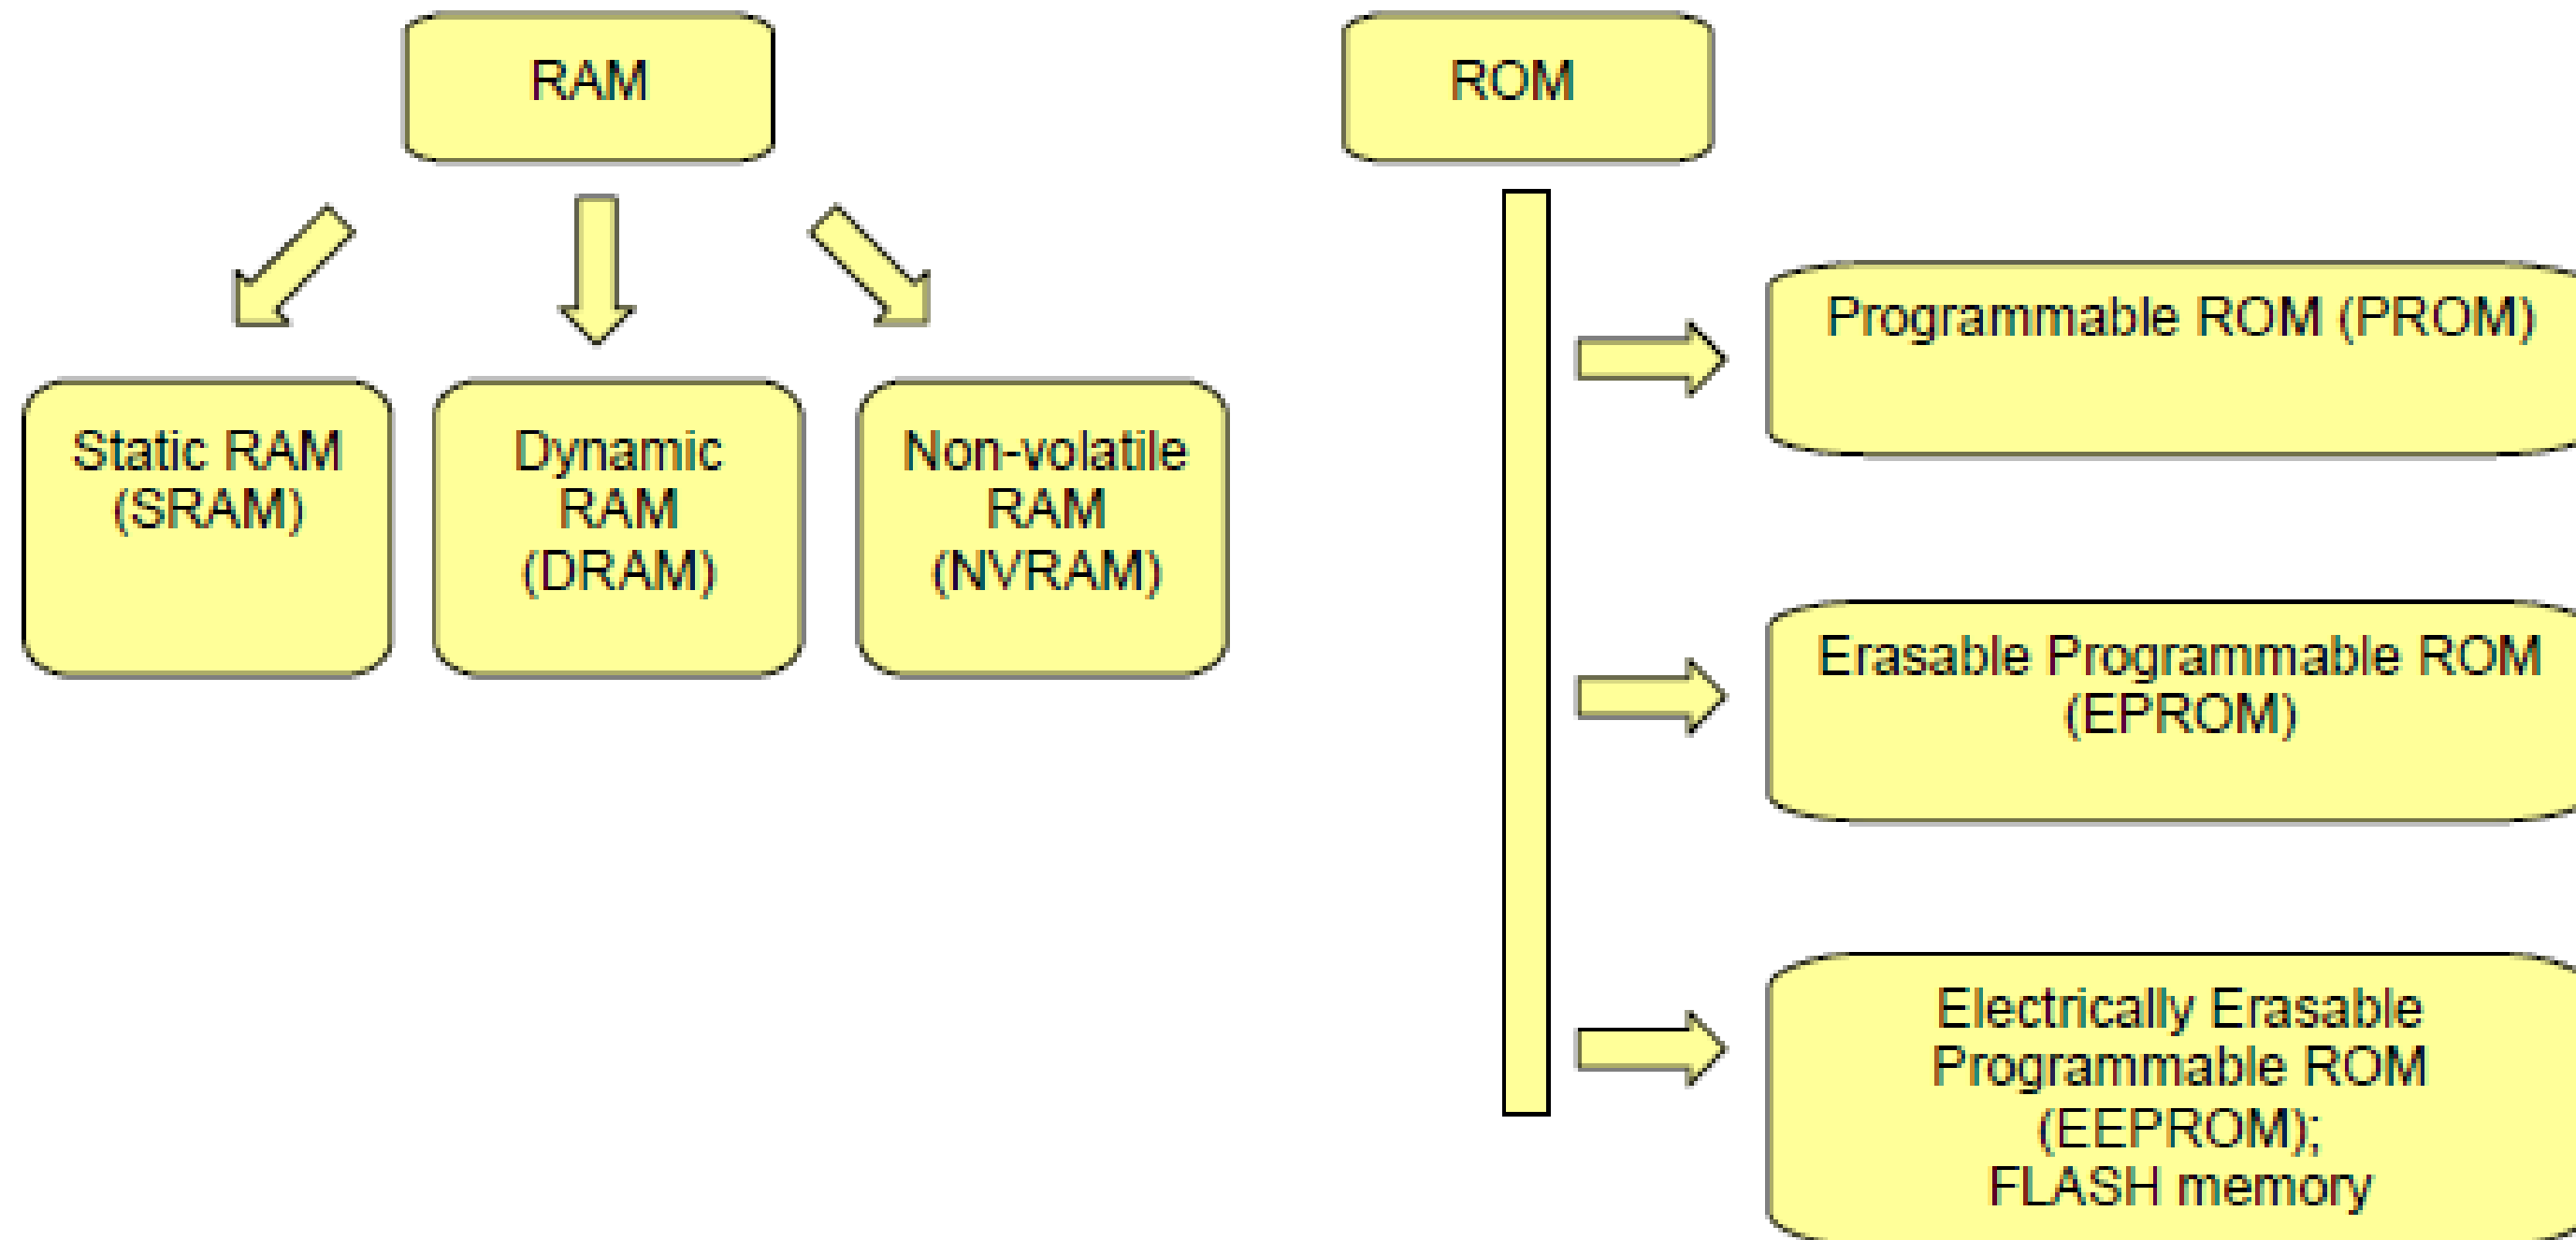 RAM
Static RAM
(SRAM)
Dynamic
RAM
(DRAM)
Non-volatile
RAM
(NVRAM)
ROM
Programmable ROM (PROM)
Erasable Programmable ROM
(EPROM)
Electrically Erasable
Programmable ROM
(EEPROM);
FLASH memory